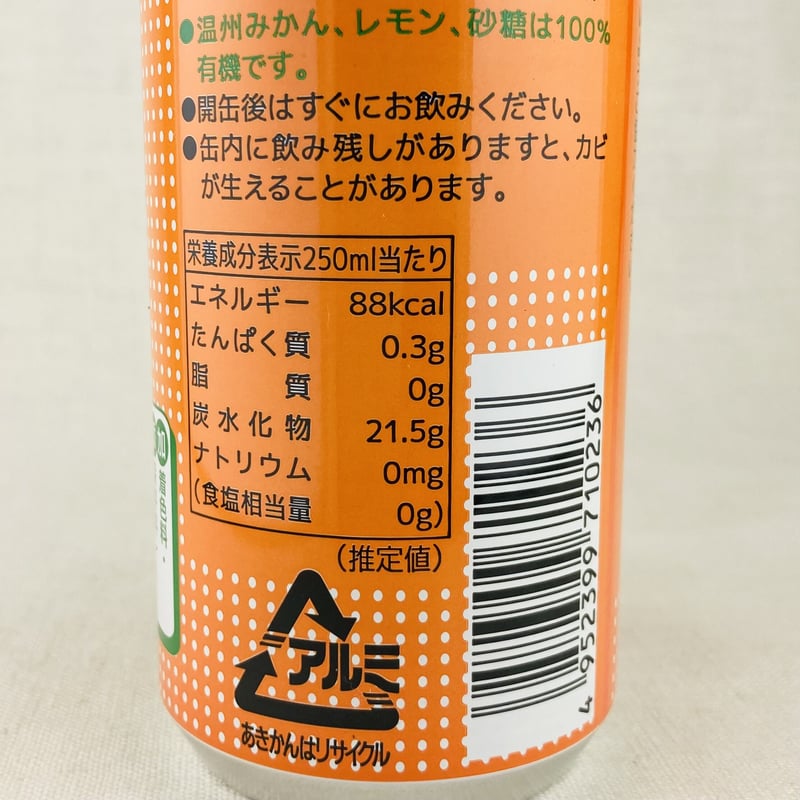 ●温州みかん、レモン、砂糖は100%
有機です。
●開缶後はすぐにお飲みください。
●缶内に飲み残しがありますと、カビ
が生えることがあります。
栄養成分表示250ml当たり
エネルギー 88kcal
たんぱく質 0.3g
脂質 0g
炭水化物 21.5g
ナトリウム 0mg
(食塩相当量 0g)
(推定値)
アルミ
あきかんはリサイクル
4 952399 710236